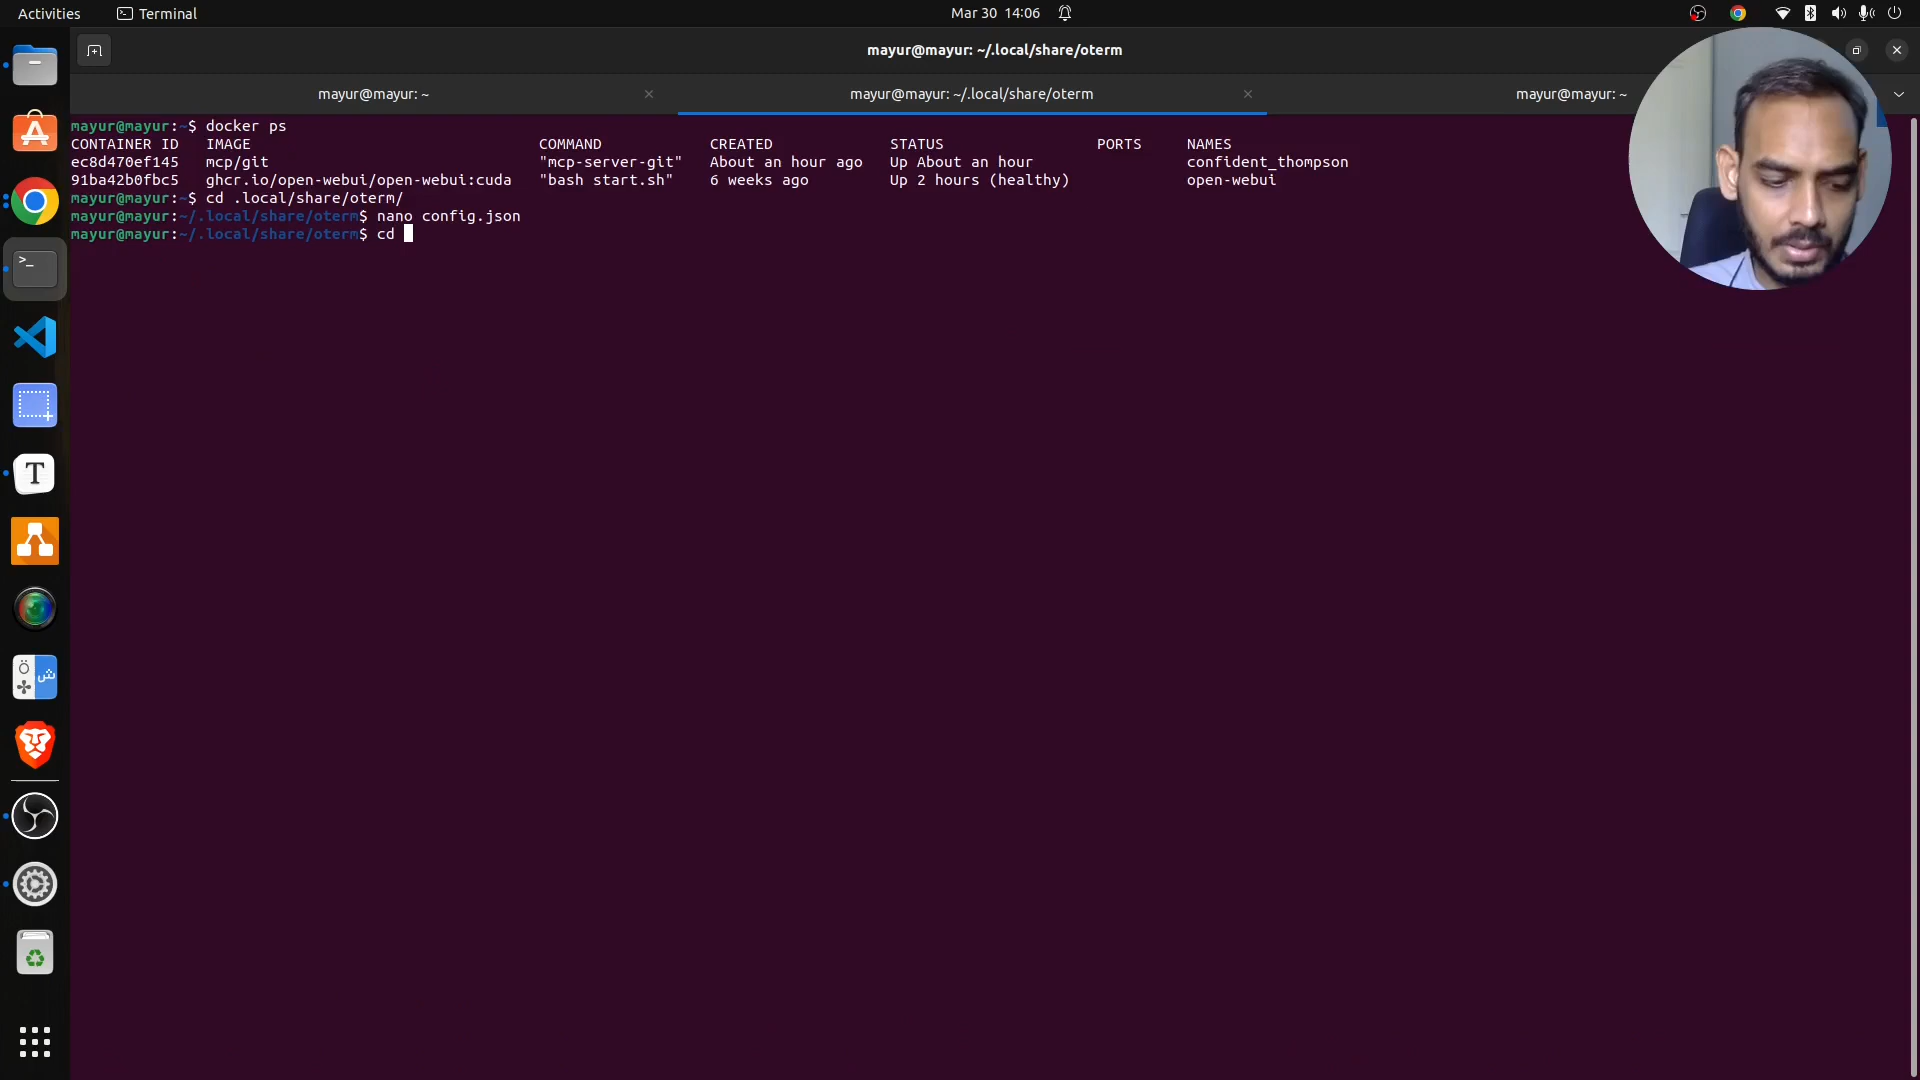 Activities
Terminal
Mar 30 14:06
mayur@mayur: ~/.local/share/oterm
mayur@mayur: ~
mayur@mayur: ~/.local/share/oterm
mayur@mayur: ~
mayur@mayur:~$ docker ps
CONTAINER ID IMAGE COMMAND CREATED STATUS PORTS NAMES
ec8d470ef145 mcp/git "mcp-server-git" About an hour ago Up About an hour confident_thompson
91ba42b0fbc5 ghcr.io/open-webui/open-webui:cuda "bash start.sh" 6 weeks ago Up 2 hours (healthy) open-webui
mayur@mayur:~$ cd .local/share/oterm/
mayur@mayur:~/.local/share/oterm$ nano config.json
mayur@mayur:~/.local/share/oterm$ cd
>_
T
Ö
ش